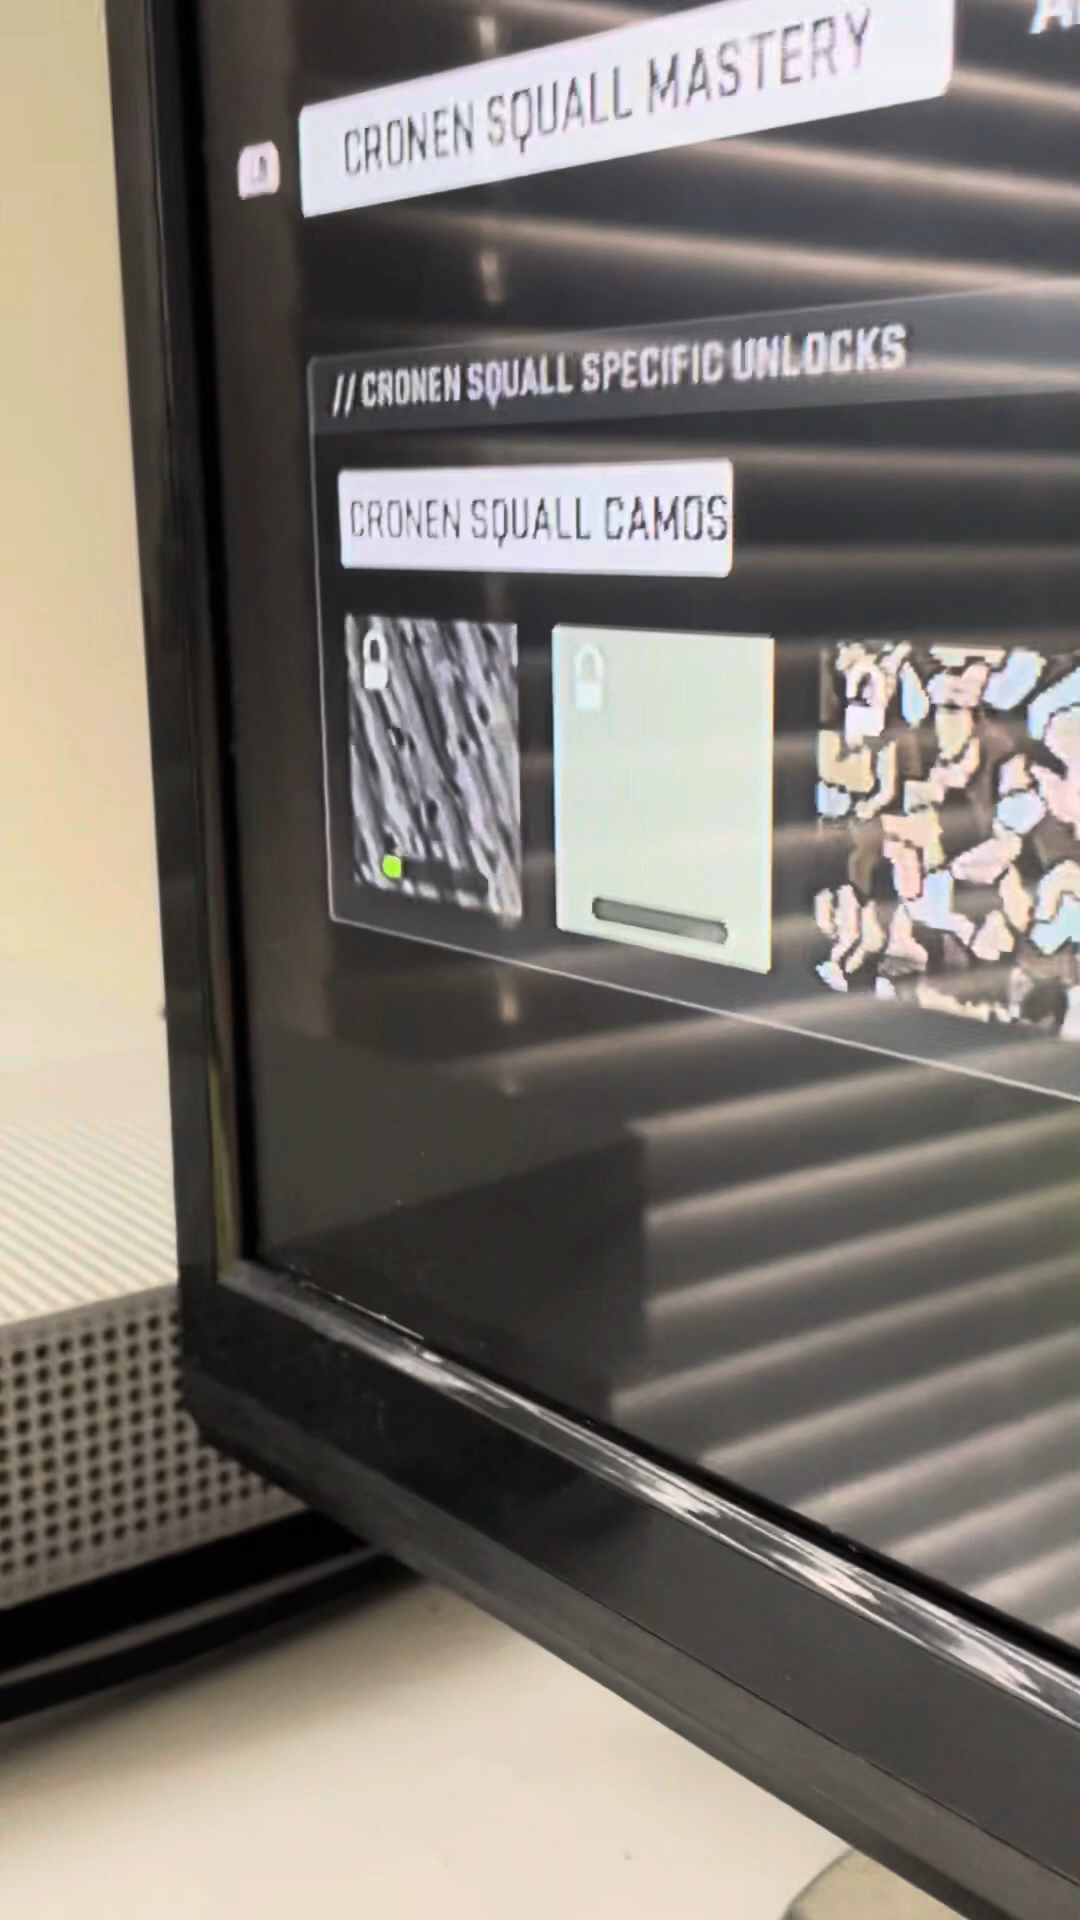 CRONEN SQUALL MASTERY
// CRONEN SQUALL SPECIFIC UNLOCKS
CRONEN SQUALL CAMOS